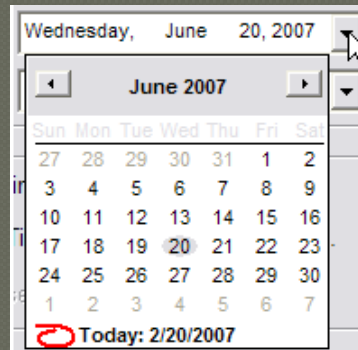 Wednesday, June 20, 2007
June 2007
Sun Mon Tue Wed Thu Fri Sat
27 28 29 30 31 1 2
3 4 5 6 7 8 9
10 11 12 13 14 15 16
17 18 19 20 21 22 23
24 25 26 27 28 29 30
1 2 3 4 5 6 7
Today: 2/20/2007